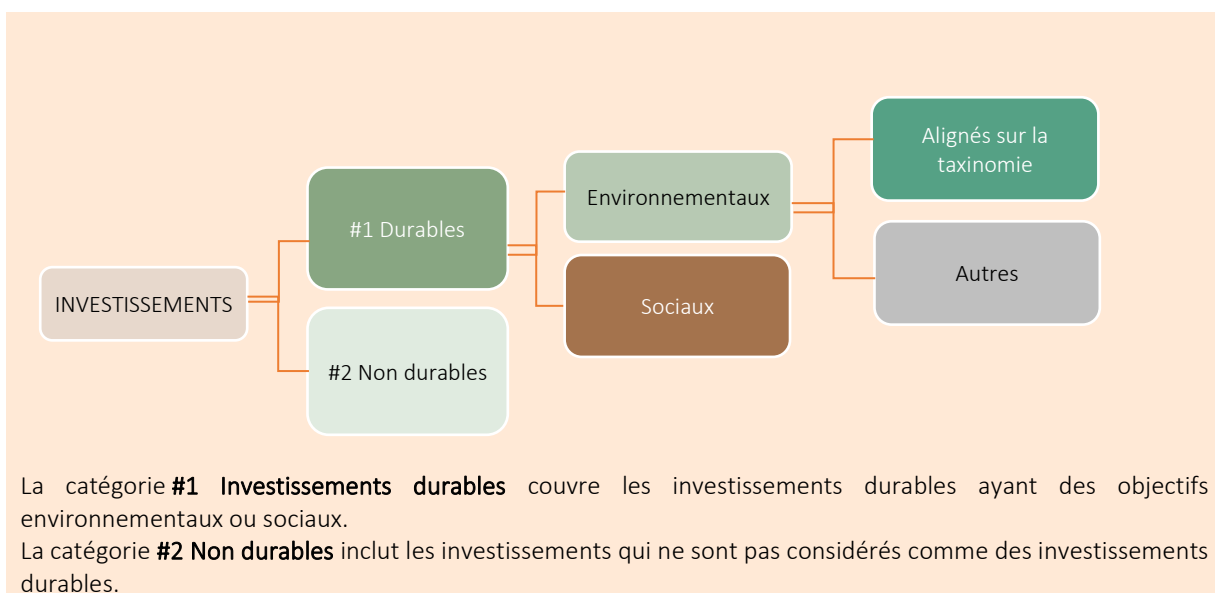 Alignés sur la
taxinomie
Environnementaux
#1 Durables
Autres
INVESTISSEMENTS
Sociaux
#2 Non durables
La catégorie #1 Investissements durables couvre les investissements durables ayant des objectifs
environnementaux ou sociaux.
La catégorie #2 Non durables inclut les investissements qui ne sont pas considérés comme des investissements
durables.